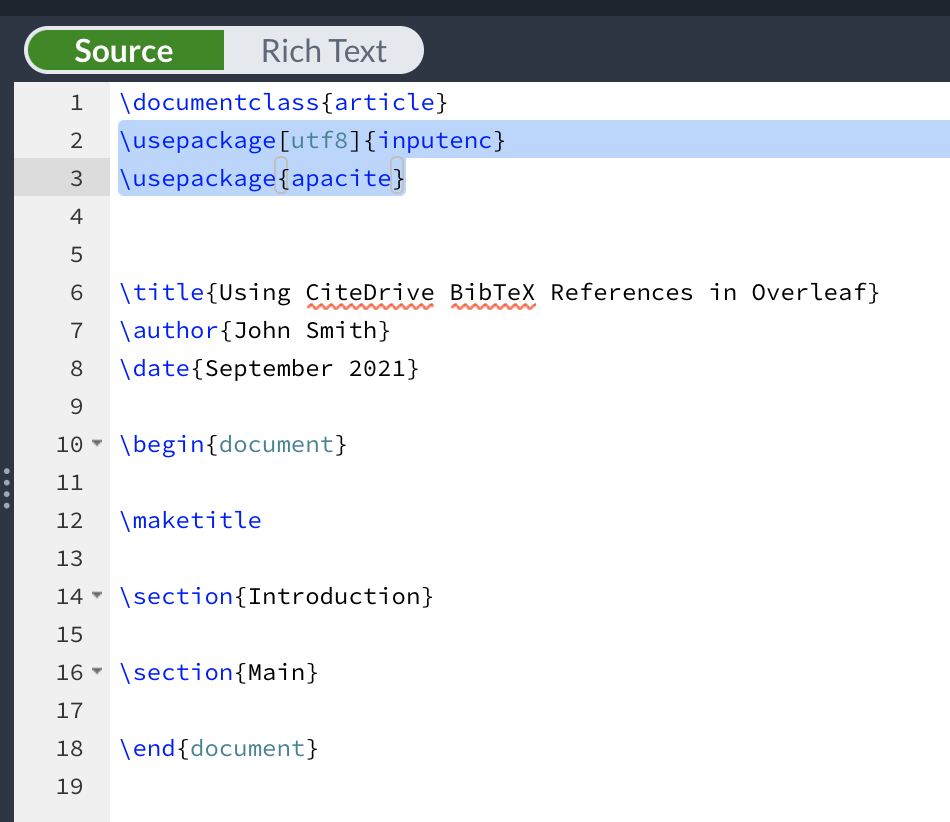 Source Rich Text
1 \documentclass{article}
2 \usepackage[utf8]{inputenc}
3 \usepackage{apacite}
4
5
6 \title{Using CiteDrive BibTeX References in Overleaf}
7 \author{John Smith}
8 \date{September 2021}
9
10 \begin{document}
11
12 \maketitle
13
14 \section{Introduction}
15
16 \section{Main}
17
18 \end{document}
19